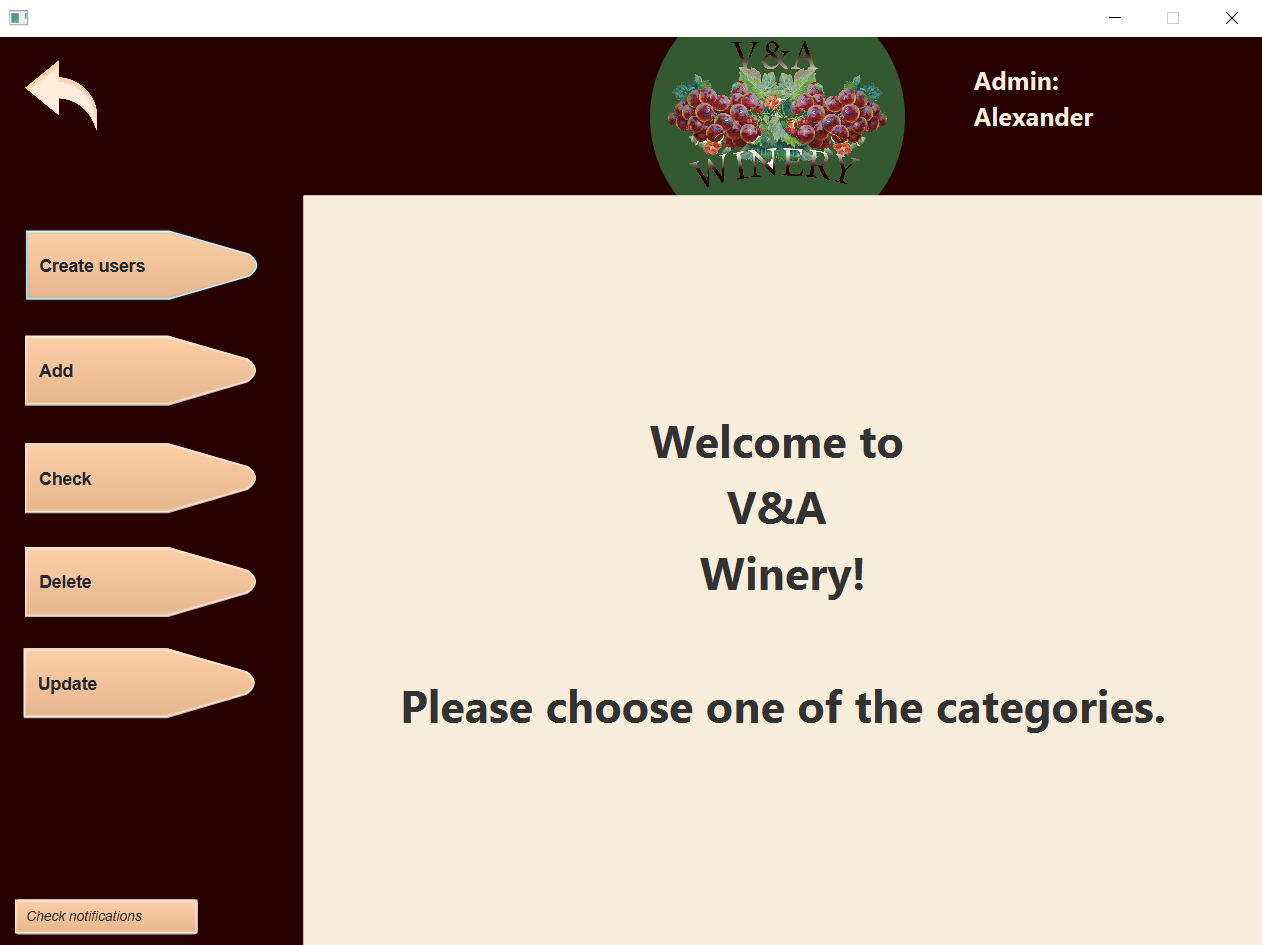 V&A
WINERY
Admin:
Alexander
Create users
Add
Check
Delete
Update
Check notifications
Welcome to
V&A
Winery!
Please choose one of the categories.